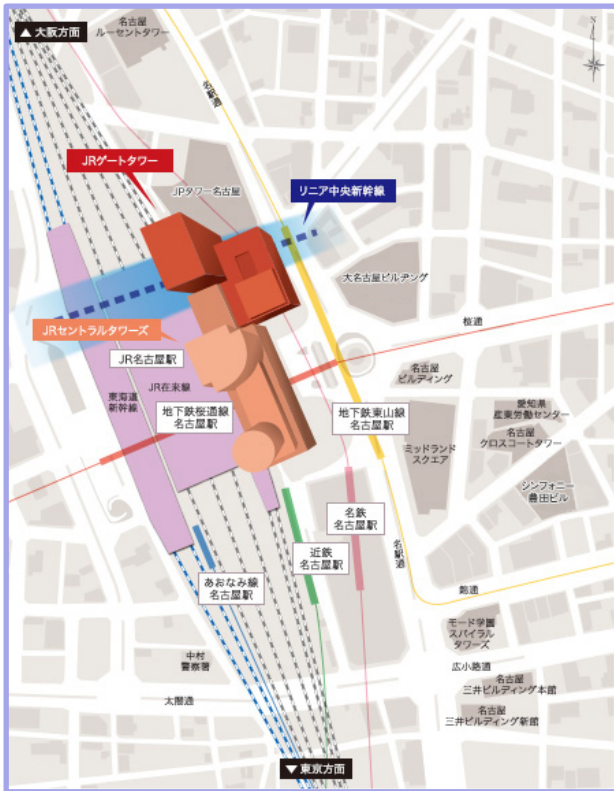 ▲ 大阪方面
名古屋
ルーセントタワー
名駅通
JRゲートタワー
JPタワー名古屋
リニア中央新幹線
大名古屋ビルヂング
JRセントラルタワーズ
桜通
JR名古屋駅
名古屋
ビルディング
東海道
新幹線
JR在来線
地下鉄桜通線
名古屋駅
地下鉄東山線
名古屋駅
愛知県
産業労働センター
ミッドランド
スクエア
名古屋
クロスコートタワー
シンフォニー
豊田ビル
名鉄
名古屋駅
近鉄
名古屋駅
名駅通
あおなみ線
名古屋駅
錦通
モード学園
スパイラル
タワーズ
中村
警察署
広小路通
太閤通
名古屋
三井ビルディング本館
名古屋
三井ビルディング新館
▼ 東京方面